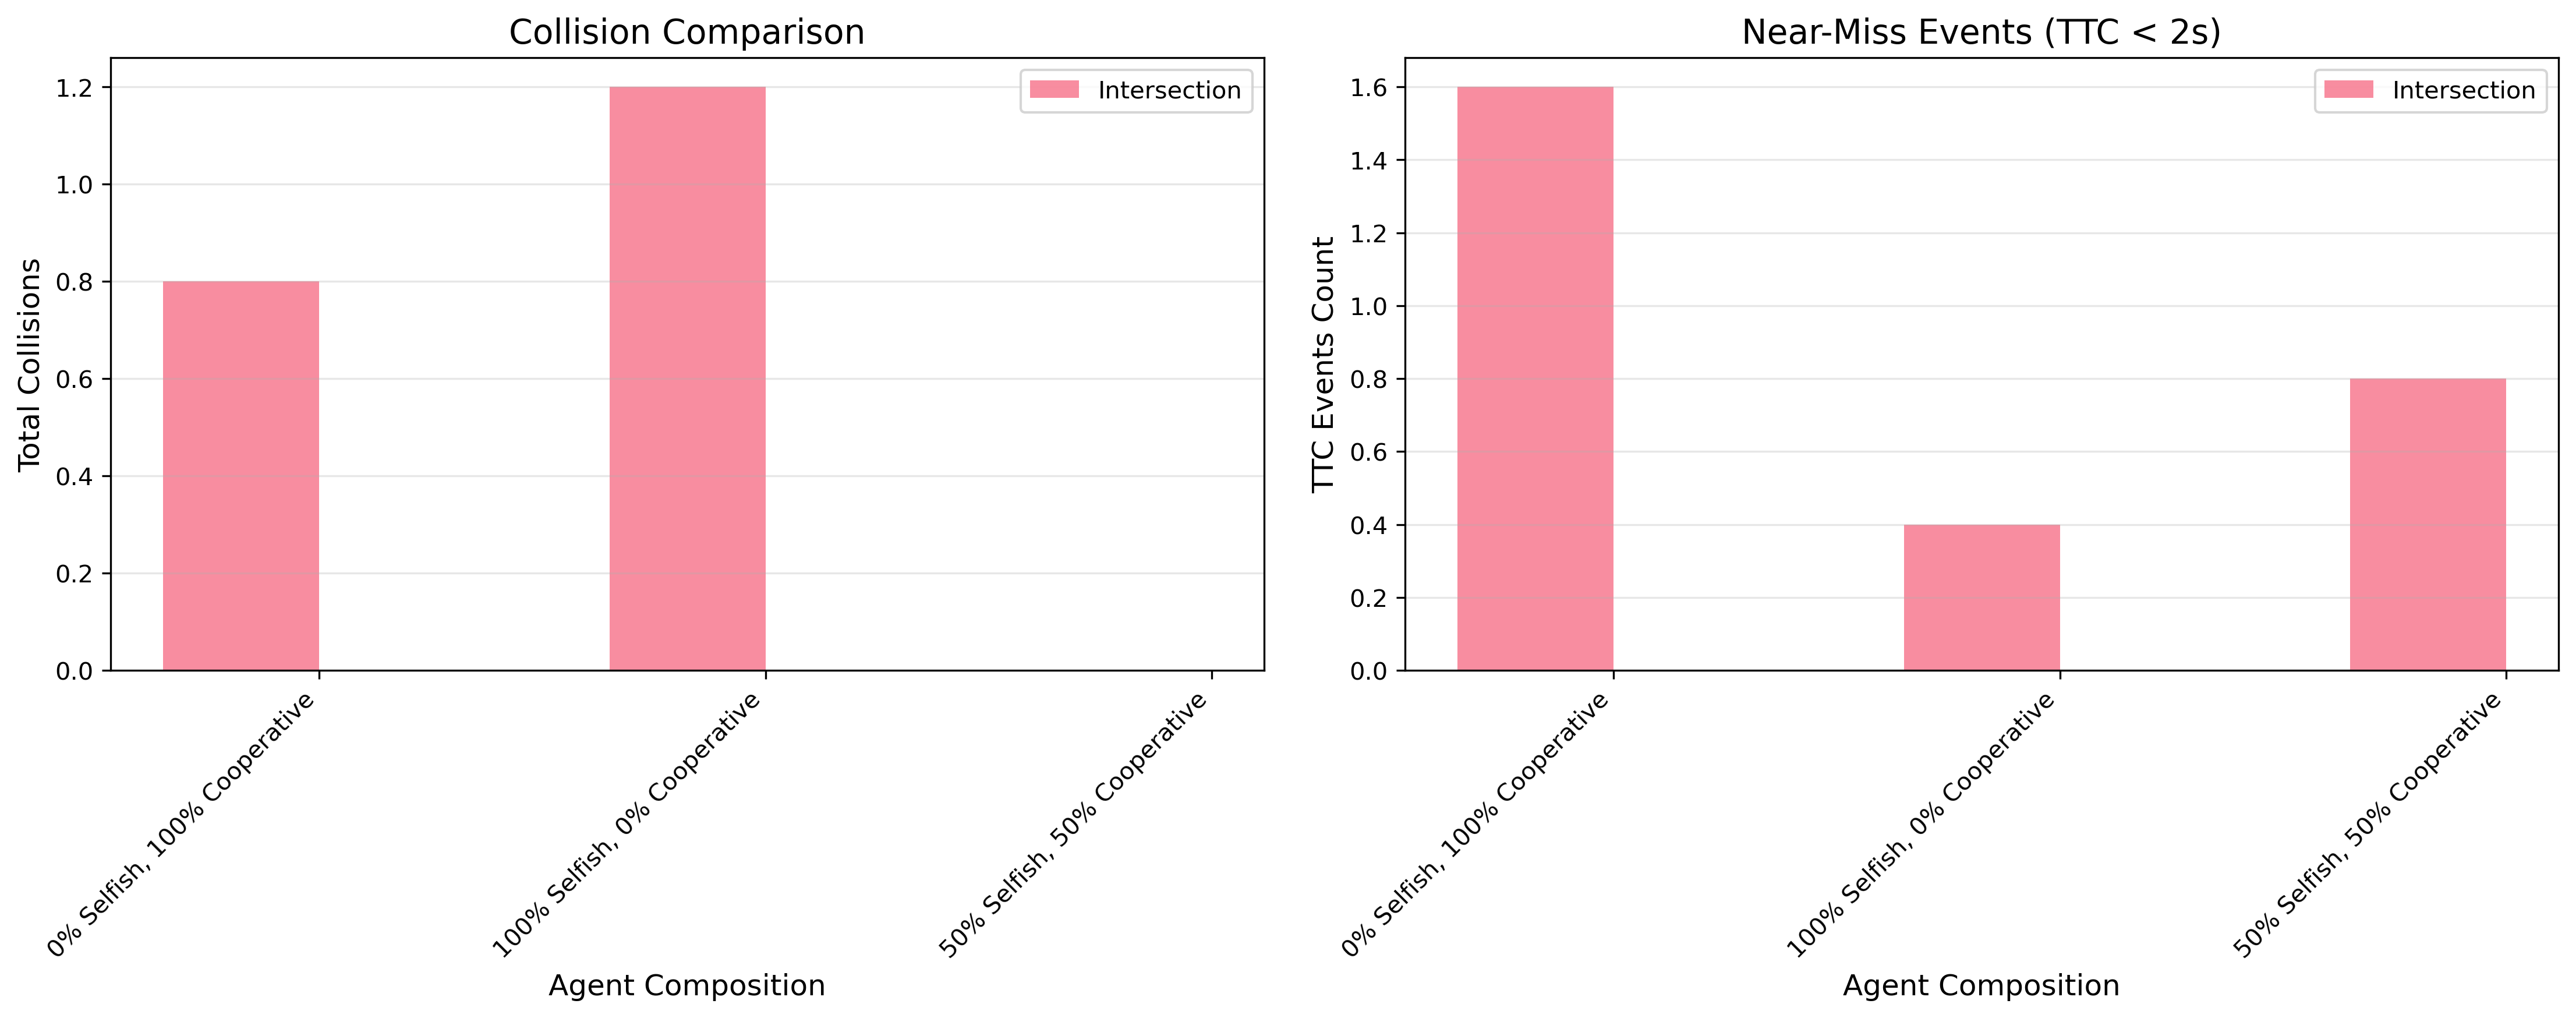 Collision Comparison
Total Collisions
1.2
1.0
0.8
0.6
0.4
0.2
0.0
Intersection
0% Selfish, 100% Cooperative
100% Selfish, 0% Cooperative
50% Selfish, 50% Cooperative
Agent Composition
Near-Miss Events (TTC < 2s)
TTC Events Count
1.6
1.4
1.2
1.0
0.8
0.6
0.4
0.2
0.0
Intersection
0% Selfish, 100% Cooperative
100% Selfish, 0% Cooperative
50% Selfish, 50% Cooperative
Agent Composition